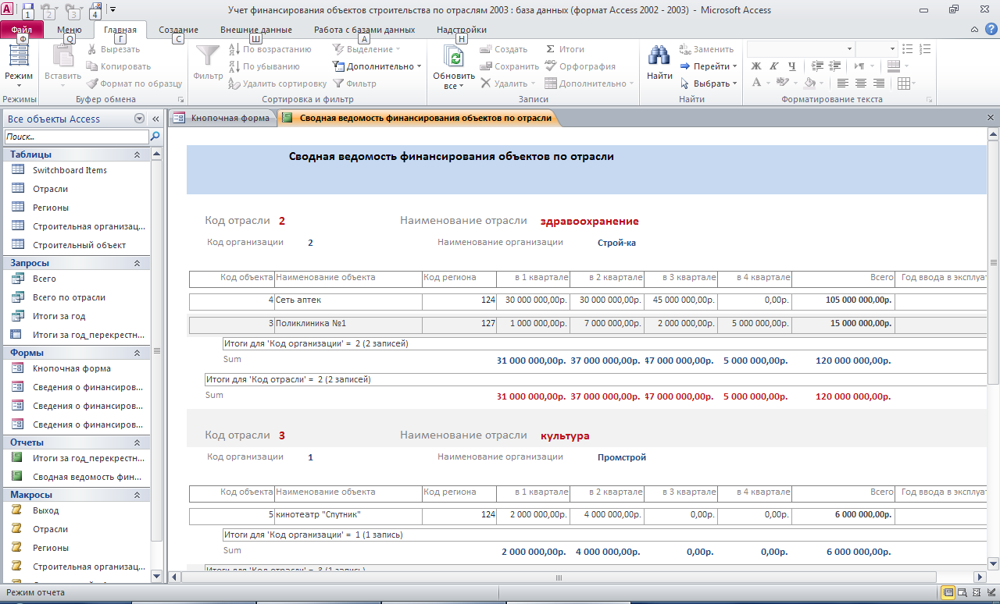 Учет финансирования объектов строительства по отраслям 2003 : база данных (формат Access 2002 - 2003) - Microsoft Access
1 2 3 4
Файл Меню Главная Создание Внешние данные Работа с базами данных Надстройки
Ф Q Г С Ш А Н
Режим
Режимы
Вставить
Вырезать
Копировать
Формат по образцу
Буфер обмена
Фильтр
По возрастанию
По убыванию
Удалить сортировку
Выделение
Дополнительно
Фильтр
Сортировка и фильтр
Обновить все
Создать
Сохранить
Удалить
Итоги
Орфография
Дополнительно
Записи
Найти
Заменить
Перейти
Выбрать
Найти
Ж К Ч
А
Форматирование текста
Все объекты Access
Поиск...
Таблицы
Switchboard Items
Отрасли
Регионы
Строительная организац...
Строительный объект
Запросы
Всего
Всего по отрасли
Итоги за год
Итоги за год_перекрестн...
Формы
Кнопочная форма
Сведения о финансиров...
Сведения о финансиров...
Сведения о финансиров...
Отчеты
Итоги за год_перекрестн...
Сводная ведомость фин...
Макросы
Выход
Отрасли
Регионы
Строительная организац...
Кнопочная форма
Сводная ведомость финансирования объектов по отрасли
Сводная ведомость финансирования объектов по отрасли
Код отрасли 2 Наименование отрасли здравоохранение
Код организации 2 Наименование организации Строй-ка
Код объекта Наименование объекта Код региона в 1 квартале в 2 квартале в 3 квартале в 4 квартале Всего Год ввода в эксплуат
4 Сеть аптек 124 30 000 000,00р. 30 000 000,00р. 45 000 000,00р. 0,00р. 105 000 000,00р.
3 Поликлиника №1 127 1 000 000,00р. 7 000 000,00р. 2 000 000,00р. 5 000 000,00р. 15 000 000,00р.
Итоги для 'Код организации' = 2 (2 записей)
Sum 31 000 000,00р. 37 000 000,00р. 47 000 000,00р. 5 000 000,00р. 120 000 000,00р.
Итоги для 'Код отрасли' = 2 (2 записей)
Sum 31 000 000,00р. 37 000 000,00р. 47 000 000,00р. 5 000 000,00р. 120 000 000,00р.
Код отрасли 3 Наименование отрасли культура
Код организации 1 Наименование организации Промстрой
Код объекта Наименование объекта Код региона в 1 квартале в 2 квартале в 3 квартале в 4 квартале Всего Год ввода в эксплуат
5 кинотеатр "Спутник" 124 2 000 000,00р. 4 000 000,00р. 0,00р. 0,00р. 6 000 000,00р.
Итоги для 'Код организации' = 1 (1 запись)
Sum 2 000 000,00р. 4 000 000,00р. 0,00р. 0,00р. 6 000 000,00р.
Итоги для 'Код отрасли' = 3 (1 запись)
Режим отчета